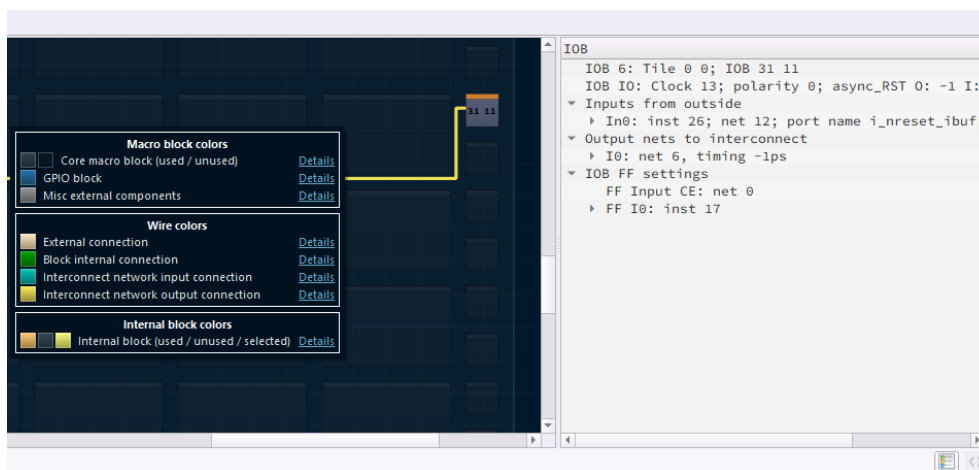 31 11
Macro block colors
Core macro block (used / unused) Details
GPIO block Details
Misc external components Details
Wire colors
External connection Details
Block internal connection Details
Interconnect network input connection Details
Interconnect network output connection Details
Internal block colors
Internal block (used / unused / selected) Details
IOB
IOB 6: Tile 0 0; IOB 31 11
IOB IO: Clock 13; polarity 0; async_RST O: -1 I:
Inputs from outside
In0: inst 26; net 12; port name i_nreset_ibuf
Output nets to interconnect
I0: net 6, timing -1ps
IOB FF settings
FF Input CE: net 0
FF I0: inst 17